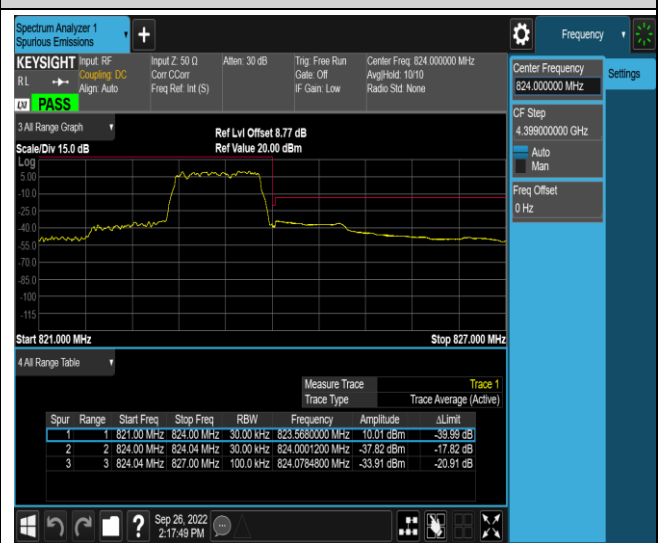 Spectrum Analyzer 1
Spurious Emissions
+
Frequency
KEYSIGHT Input: RF Input Z: 50 Ω Atten: 30 dB Trig: Free Run Center Freq: 824.000000 MHz
RL Coupling: DC Corr CCorr Gate: Off Avg|Hold: 10/10
Align: Auto Freq Ref: Int (S) IF Gain: Low Radio Std: None
LXI PASS
Center Frequency
824.000000 MHz
Settings
CF Step
4.399000000 GHz
Auto
Man
Freq Offset
0 Hz
3 All Range Graph
Ref Lvl Offset 8.77 dB
Scale/Div 15.0 dB Ref Value 20.00 dBm
Log
5.00
-10.0
-25.0
-40.0
-55.0
-70.0
-85.0
-100
-115
Start 821.000 MHz Stop 827.000 MHz
4 All Range Table
Measure Trace Trace 1
Trace Type Trace Average (Active)
Spur Range Start Freq Stop Freq RBW Frequency Amplitude ΔLimit
1 1 821.00 MHz 824.00 MHz 30.00 kHz 823.5680000 MHz 10.01 dBm -39.99 dB
2 2 824.00 MHz 824.04 MHz 30.00 kHz 824.0001200 MHz -37.82 dBm -17.82 dB
3 3 824.04 MHz 827.00 MHz 100.0 kHz 824.0784800 MHz -33.91 dBm -20.91 dB
? Sep 26, 2022
2:17:49 PM